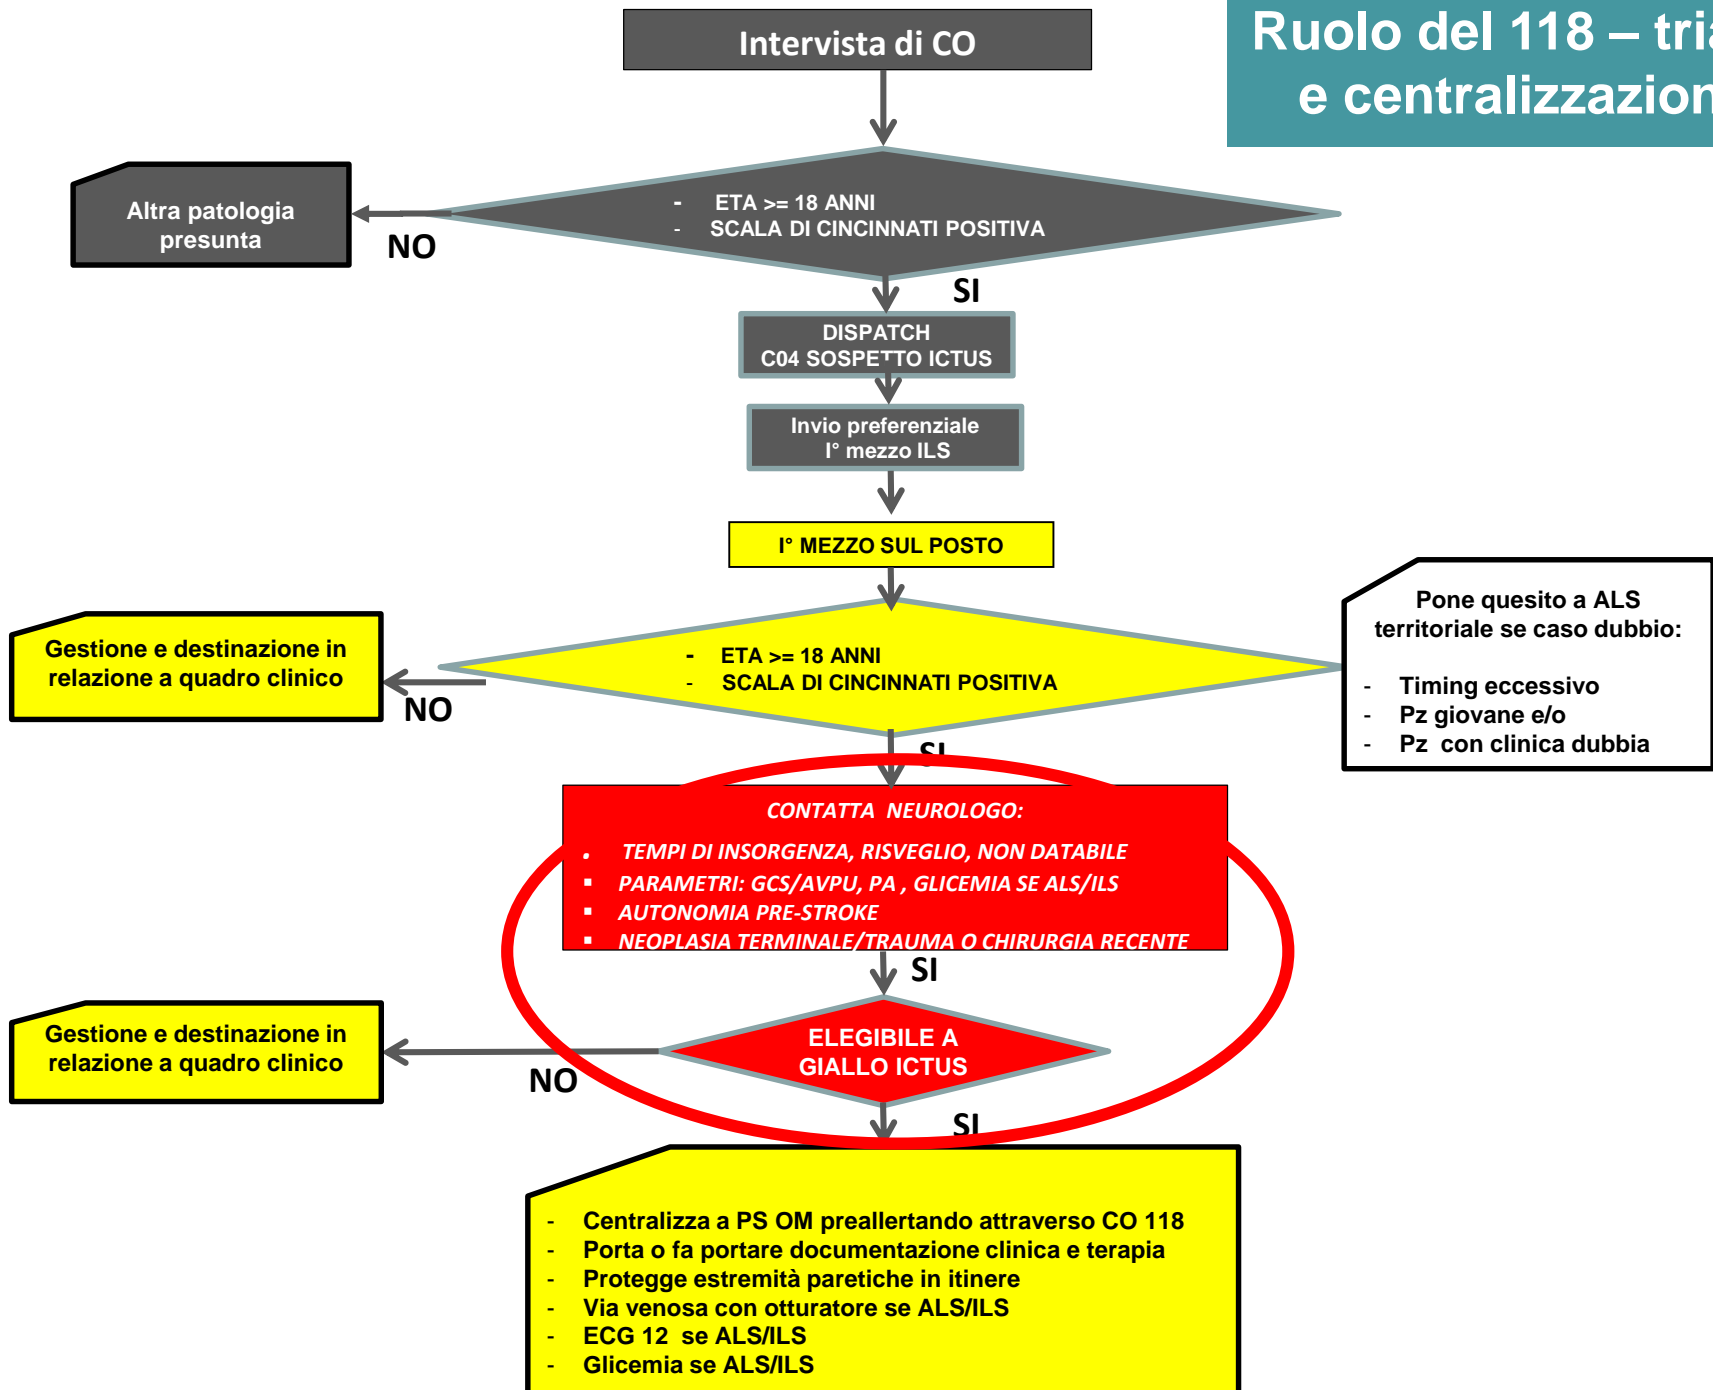 Ruolo del 118 – tria
e centralizzazion
Intervista di CO
- ETA >= 18 ANNI
- SCALA DI CINCINNATI POSITIVA
Altra patologia
presunta
NO
SI
DISPATCH
C04 SOSPETTO ICTUS
Invio preferenziale
I° mezzo ILS
I° MEZZO SUL POSTO
- ETA >= 18 ANNI
- SCALA DI CINCINNATI POSITIVA
Gestione e destinazione in
relazione a quadro clinico
NO
Pone quesito a ALS
territoriale se caso dubbio:
- Timing eccessivo
- Pz giovane e/o
- Pz con clinica dubbia
SI
CONTATTA NEUROLOGO:
. TEMPI DI INSORGENZA, RISVEGLIO, NON DATABILE
▪ PARAMETRI: GCS/AVPU, PA , GLICEMIA SE ALS/ILS
▪ AUTONOMIA PRE-STROKE
▪ NEOPLASIA TERMINALE/TRAUMA O CHIRURGIA RECENTE
SI
ELEGIBILE A
GIALLO ICTUS
Gestione e destinazione in
relazione a quadro clinico
NO
SI
- Centralizza a PS OM preallertando attraverso CO 118
- Porta o fa portare documentazione clinica e terapia
- Protegge estremità paretiche in itinere
- Via venosa con otturatore se ALS/ILS
- ECG 12 se ALS/ILS
- Glicemia se ALS/ILS